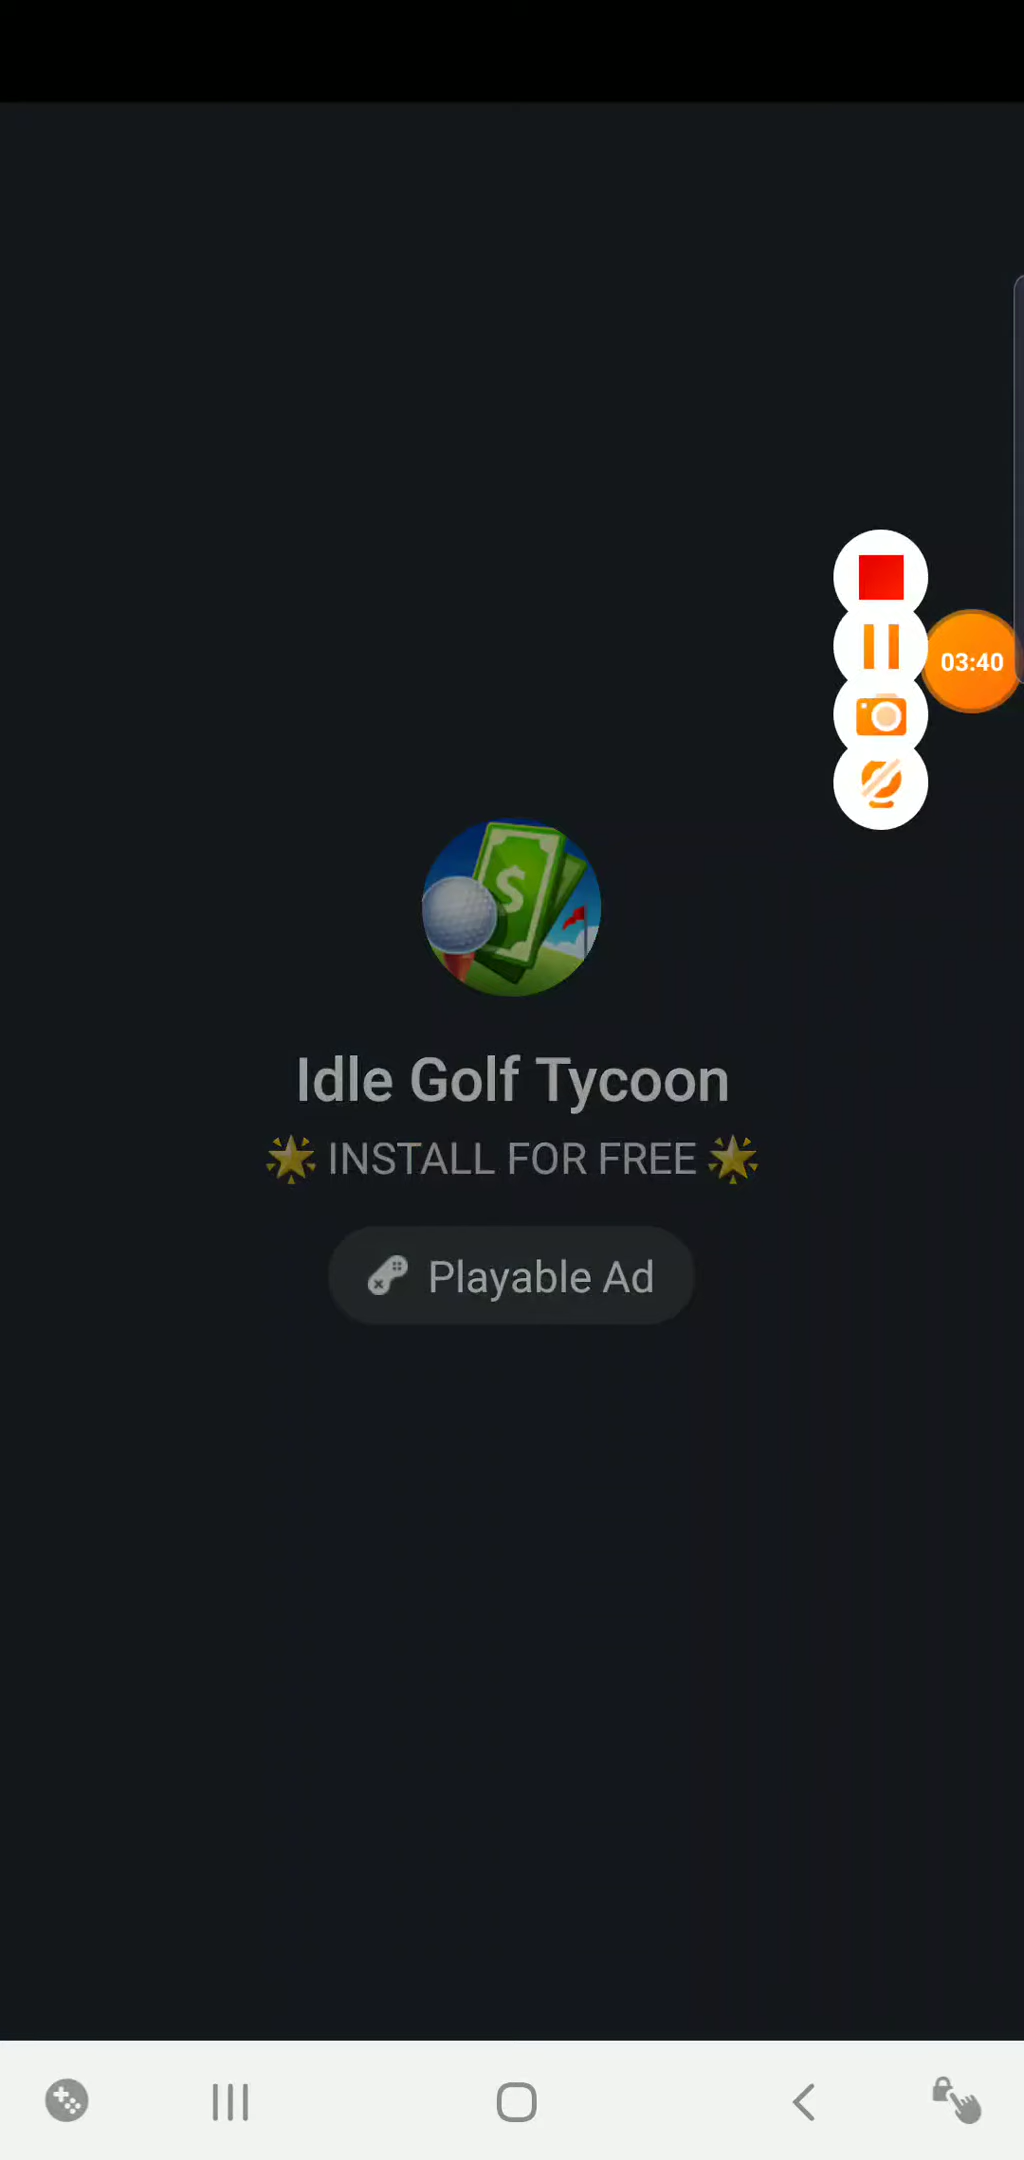 03:40
$
Idle Golf Tycoon
🌟 INSTALL FOR FREE 🌟
Playable Ad